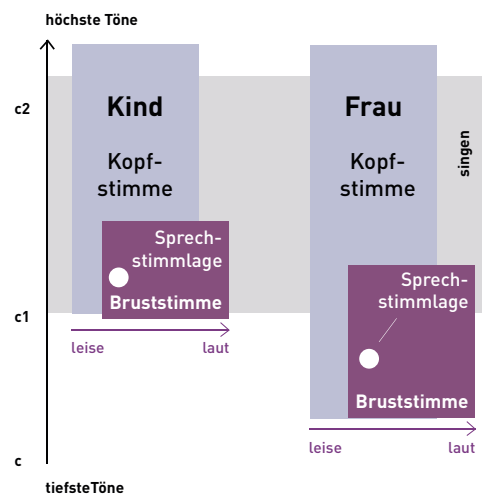 höchste Töne
c2
Kind
Kopf-
stimme
Sprech-
stimmlage
Bruststimme
c1
leise
laut
Frau
Kopf-
stimme
singen
Sprech-
stimmlage
Bruststimme
leise
laut
c
tiefsteTöne